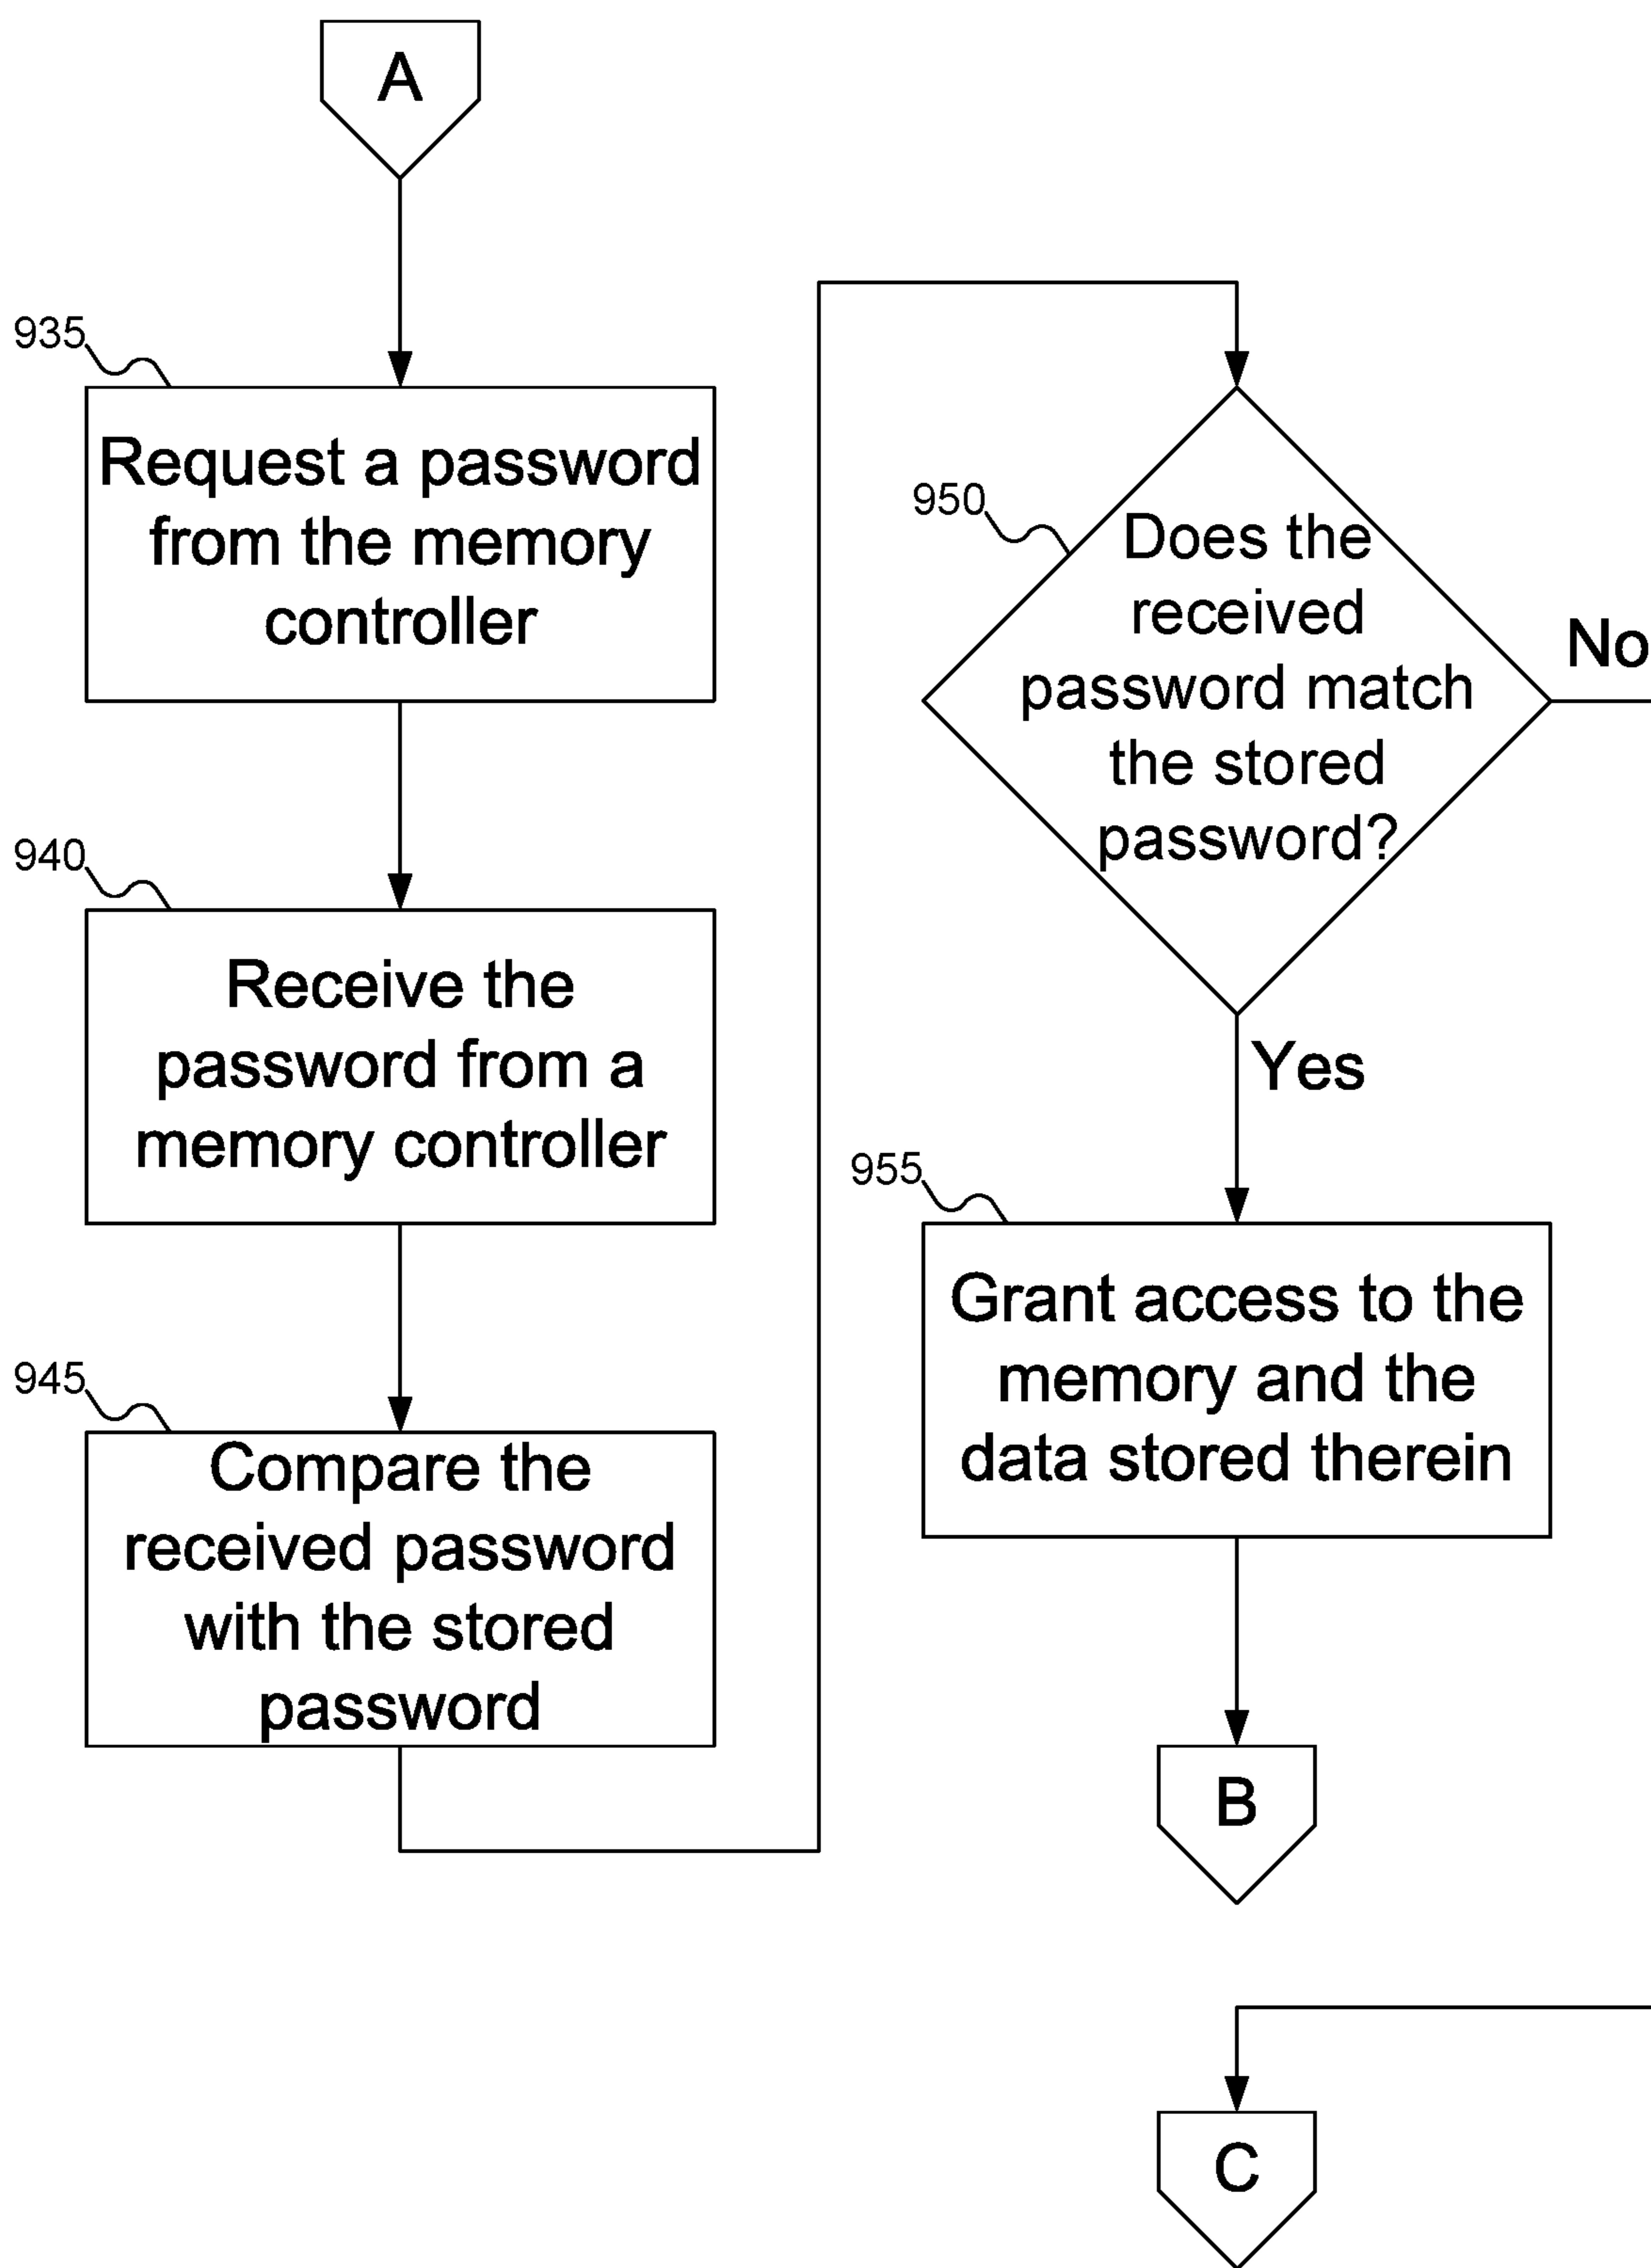 A
935
Request a password
from the memory
controller
940
Receive the
password from a
memory controller
945
Compare the
received password
with the stored
password
950
Does the
received
password match
the stored
password?
No
Yes
955
Grant access to the
memory and the
data stored therein
B
C